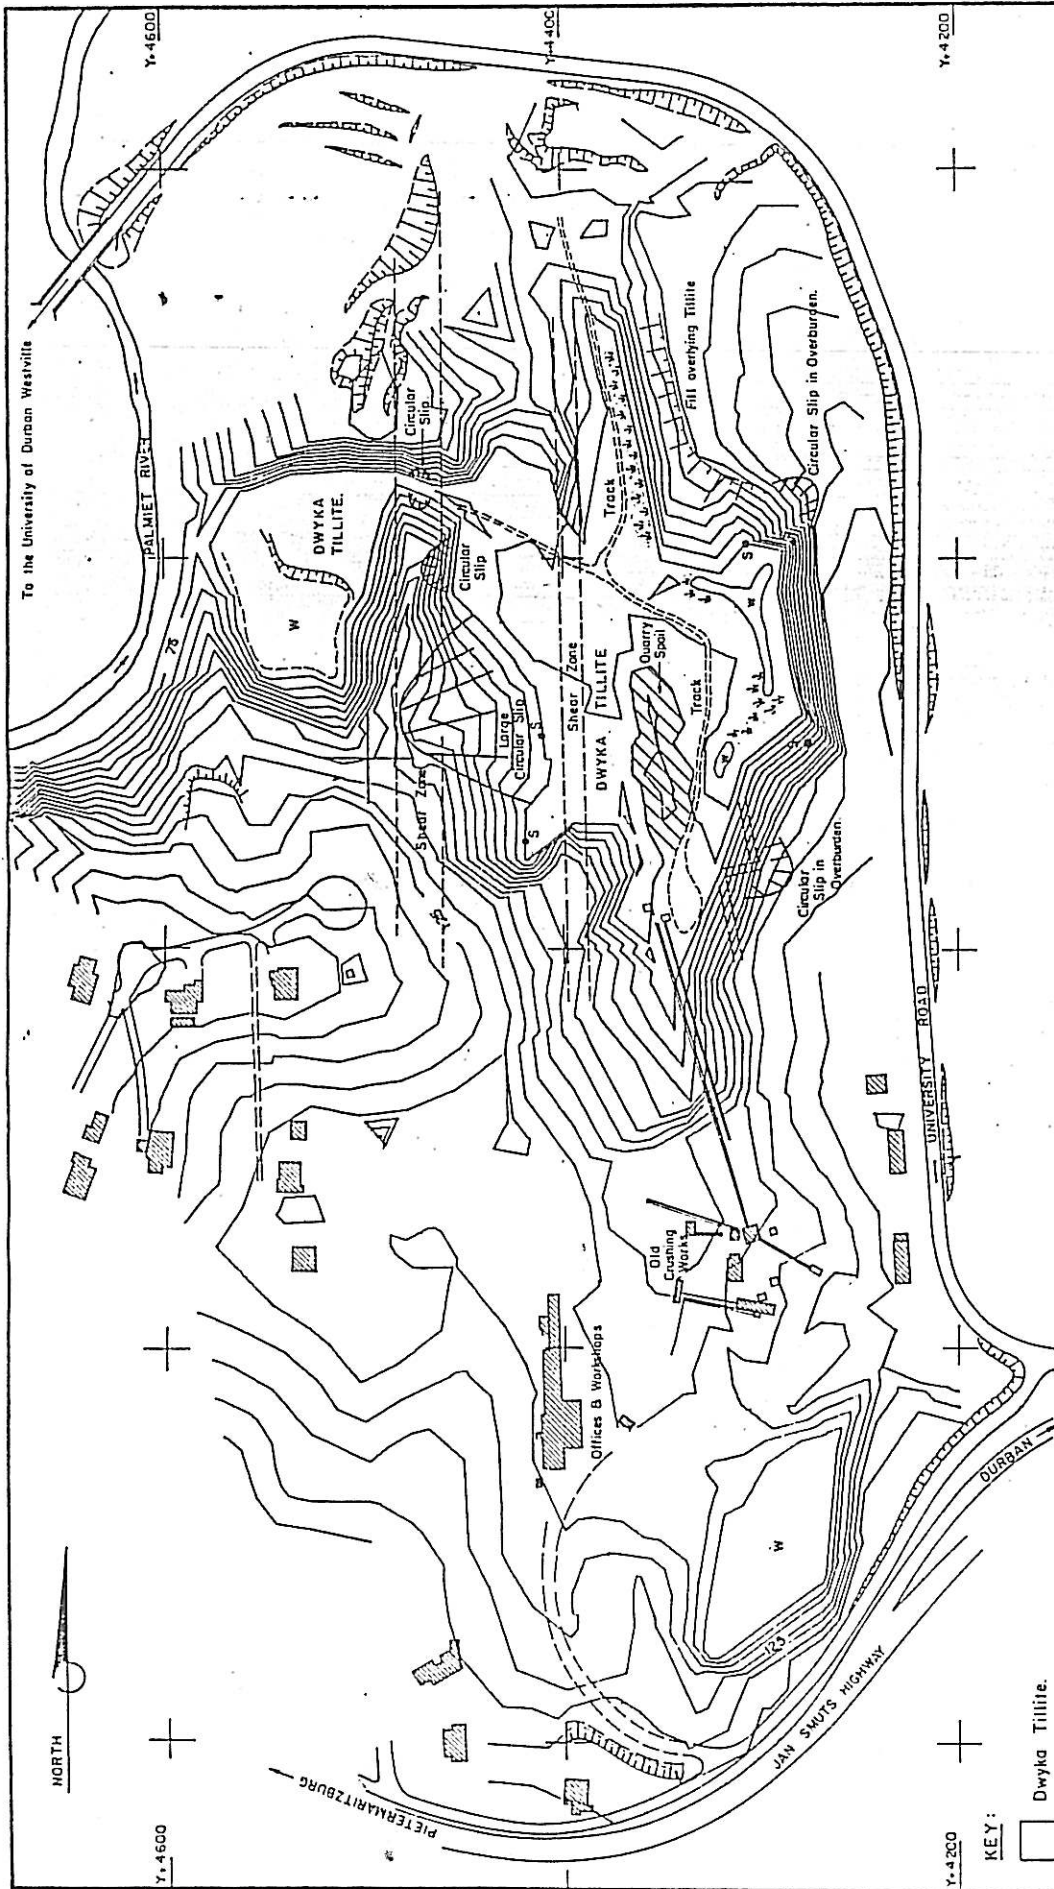 NORTH
To the University of Durban Westville
Y+4600
Y+4400
Y+4200
PALMIET RIVER
75
DWYKA
TILLITE.
W
Circular
Slip
Circular
Slip
Large
Circular Slip
Shear Zone
S
S
Shear Zone
DWYKA TILLITE
Track
Quarry
Spoil
Track
Fill overlying Tillite
Circular Slip in Overburden.
S
W
W
S
Circular
Slip in
Overburden.
Old
Crushing
Works
Offices & Workshops
UNIVERSITY ROAD
W
123
JAN SMUTS HIGHWAY
DURBAN
PIETERMARITZBURG
Y+4600
Y+4200
KEY:
Dwyka Tillite.